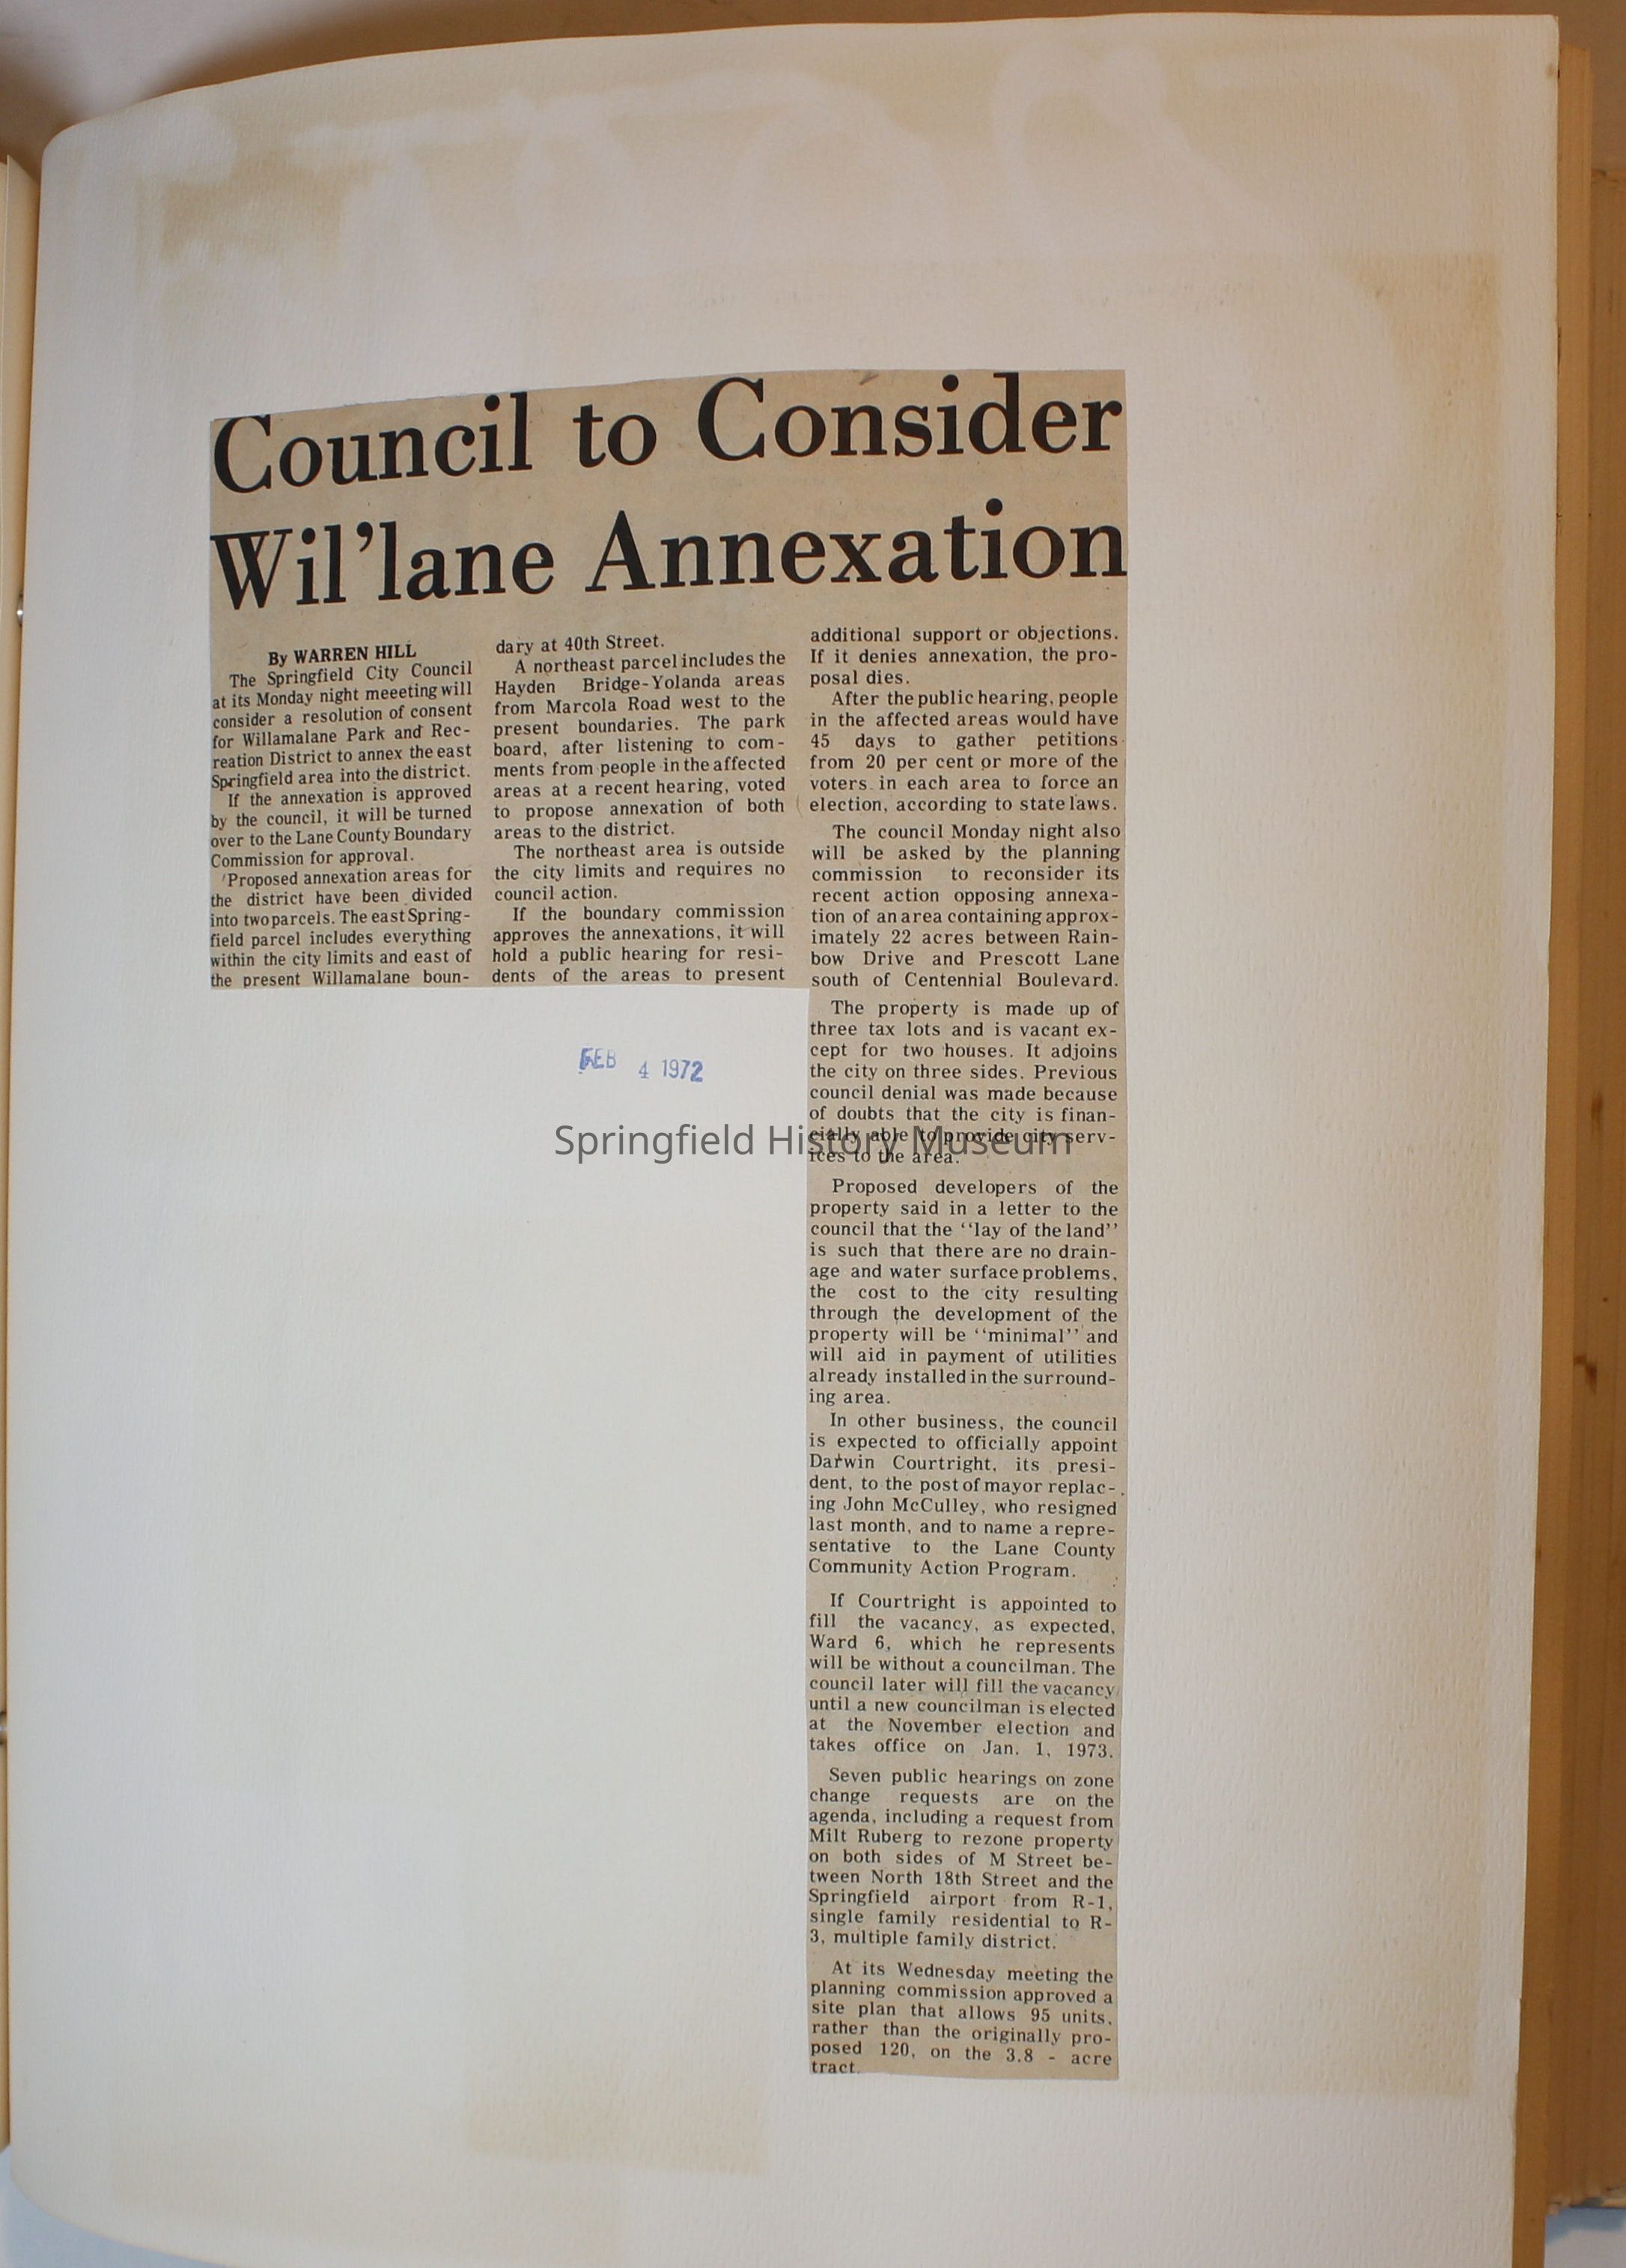 Council to Consider
Wil'lane Annexation
By WARREN HILL
The Springfield City Council
at its Monday night meeeting will
consider a resolution of consent
for Willamalane Park and Rec-
reation District to annex the east
Springfield area into the district.
If the annexation is approved
by the council, it will be turned
over to the Lane County Boundary
Commission for approval.
Proposed annexation areas for
the district have been divided
into two parcels. The east Spring-
field parcel includes everything
within the city limits and east of
the present Willamalane boun-
dary at 40th Street.
A northeast parcel includes the
Hayden Bridge-Yolanda areas
from Marcola Road west to the
present boundaries. The park
board, after listening to com-
ments from people in the affected
areas at a recent hearing, voted
to propose annexation of both
areas to the district.
The northeast area is outside
the city limits and requires no
council action.
If the boundary commission
approves the annexations, it will
hold a public hearing for resi-
dents of the areas to present
additional support or objections.
If it denies annexation, the pro-
posal dies.
After the public hearing, people
in the affected areas would have
45 days to gather petitions
from 20 per cent or more of the
voters in each area to force an
election, according to state laws.
The council Monday night also
will be asked by the planning
commission to reconsider its
recent action opposing annexa-
tion of an area containing approx-
imately 22 acres between Rain-
bow Drive and Prescott Lane
south of Centennial Boulevard.
The property is made up of
three tax lots and is vacant ex-
cept for two houses. It adjoins
the city on three sides. Previous
council denial was made because
of doubts that the city is finan-
cially able to provide city serv-
ices to the area.
Proposed developers of the
property said in a letter to the
council that the ''lay of the land''
is such that there are no drain-
age and water surface problems,
the cost to the city resulting
through the development of the
property will be ''minimal'' and
will aid in payment of utilities
already installed in the surround-
ing area.
In other business, the council
is expected to officially appoint
Darwin Courtright, its presi-
dent, to the post of mayor replac-
ing John McCulley, who resigned
last month, and to name a repre-
sentative to the Lane County
Community Action Program.
If Courtright is appointed to
fill the vacancy, as expected,
Ward 6, which he represents
will be without a councilman. The
council later will fill the vacancy
until a new councilman is elected
at the November election and
takes office on Jan. 1, 1973.
Seven public hearings on zone
change requests are on the
agenda, including a request from
Milt Ruberg to rezone property
on both sides of M Street be-
tween North 18th Street and the
Springfield airport from R-1,
single family residential to R-
3, multiple family district.
At its Wednesday meeting the
planning commission approved a
site plan that allows 95 units,
rather than the originally pro-
posed 120, on the 3.8 - acre
tract.
FEB 4 1972
Springfield History Museum